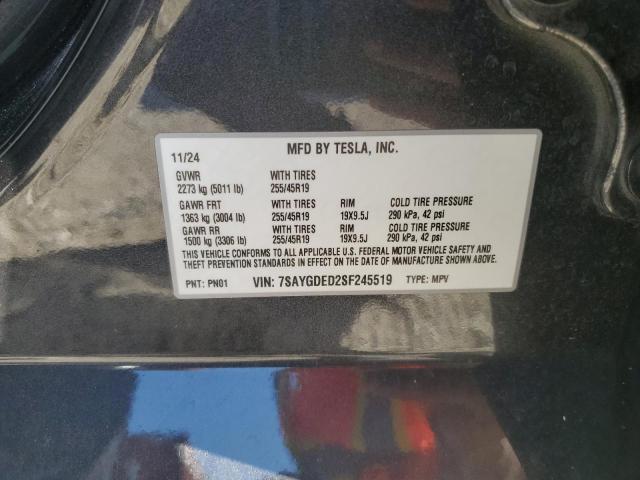 11/24 MFD BY TESLA, INC.
GVWR WITH TIRES
2273 kg (5011 lb) 255/45R19
GAWR FRT WITH TIRES RIM COLD TIRE PRESSURE
1363 kg (3004 lb) 255/45R19 19X9.5J 290 kPa, 42 psi
GAWR RR WITH TIRES RIM COLD TIRE PRESSURE
1500 kg (3306 lb) 255/45R19 19X9.5J 290 kPa, 42 psi
THIS VEHICLE CONFORMS TO ALL APPLICABLE U.S. FEDERAL MOTOR VEHICLE SAFETY AND
THEFT PREVENTION STANDARDS IN EFFECT ON THE DATE OF MANUFACTURE SHOWN ABOVE.
PNT: PN01 VIN: 7SAYGDED2SF245519 TYPE: MPV